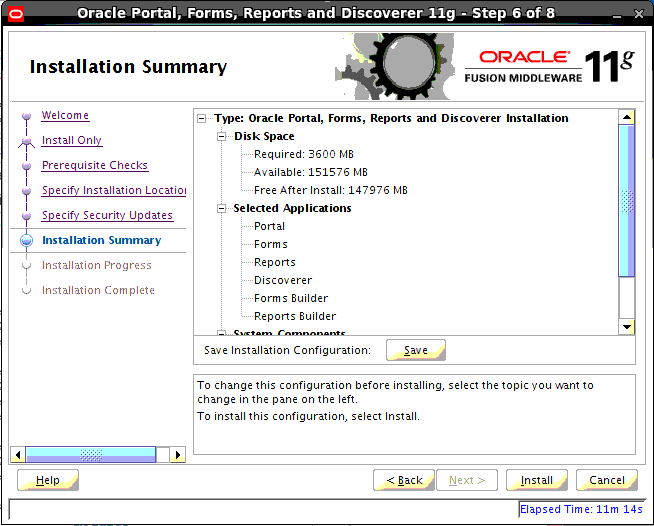 Oracle Portal, Forms, Reports and Discoverer 11g - Step 6 of 8
Installation Summary
ORACLE
FUSION MIDDLEWARE
11g
Welcome
Install Only
Prerequisite Checks
Specify Installation Location
Specify Security Updates
Installation Summary
Installation Progress
Installation Complete
Type: Oracle Portal, Forms, Reports and Discoverer Installation
Disk Space
Required: 3600 MB
Available: 151576 MB
Free After Install: 147976 MB
Selected Applications
Portal
Forms
Reports
Discoverer
Forms Builder
Reports Builder
System Components
Save Installation Configuration:
Save
To change this configuration before installing, select the topic you want to
change in the pane on the left.
To install this configuration, select Install.
Help
< Back
Next >
Install
Cancel
Elapsed Time: 11m 14s